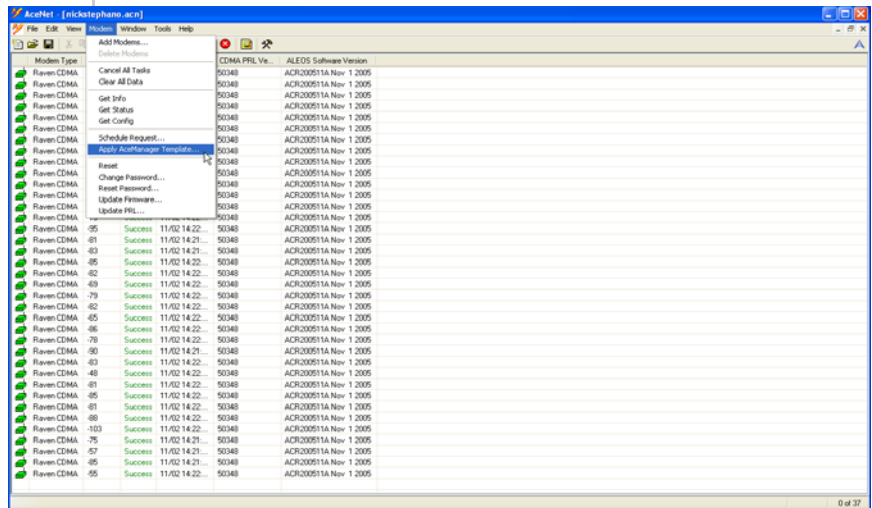 AceNet - [nickstephano.acn]
File Edit View Modem Window Tools Help
Add Modems...
Delete Modems
Cancel All Tasks
Clear All Data
Get Info
Get Status
Get Config
Schedule Request...
Apply AceManager Template...
Reset
Change Password...
Reset Password...
Update Firmware...
Update PRL...
Modem Type CDMA PRL Ve... ALEOS Software Version
Raven CDMA 50348 ACR200511A Nov 1 2005
Raven CDMA 50348 ACR200511A Nov 1 2005
Raven CDMA 50348 ACR200511A Nov 1 2005
Raven CDMA 50348 ACR200511A Nov 1 2005
Raven CDMA 50348 ACR200511A Nov 1 2005
Raven CDMA 50348 ACR200511A Nov 1 2005
Raven CDMA 50348 ACR200511A Nov 1 2005
Raven CDMA 50348 ACR200511A Nov 1 2005
Raven CDMA 50348 ACR200511A Nov 1 2005
Raven CDMA 50348 ACR200511A Nov 1 2005
Raven CDMA 50348 ACR200511A Nov 1 2005
Raven CDMA 50348 ACR200511A Nov 1 2005
Raven CDMA 50348 ACR200511A Nov 1 2005
Raven CDMA 50348 ACR200511A Nov 1 2005
Raven CDMA -95 Success 11/02 14:22:... 50348 ACR200511A Nov 1 2005
Raven CDMA -81 Success 11/02 14:21:... 50348 ACR200511A Nov 1 2005
Raven CDMA -83 Success 11/02 14:21:... 50348 ACR200511A Nov 1 2005
Raven CDMA -85 Success 11/02 14:22:... 50348 ACR200511A Nov 1 2005
Raven CDMA -82 Success 11/02 14:22:... 50348 ACR200511A Nov 1 2005
Raven CDMA -69 Success 11/02 14:22:... 50348 ACR200511A Nov 1 2005
Raven CDMA -79 Success 11/02 14:22:... 50348 ACR200511A Nov 1 2005
Raven CDMA -82 Success 11/02 14:22:... 50348 ACR200511A Nov 1 2005
Raven CDMA -65 Success 11/02 14:22:... 50348 ACR200511A Nov 1 2005
Raven CDMA -86 Success 11/02 14:22:... 50348 ACR200511A Nov 1 2005
Raven CDMA -78 Success 11/02 14:22:... 50348 ACR200511A Nov 1 2005
Raven CDMA -90 Success 11/02 14:21:... 50348 ACR200511A Nov 1 2005
Raven CDMA -83 Success 11/02 14:22:... 50348 ACR200511A Nov 1 2005
Raven CDMA -48 Success 11/02 14:22:... 50348 ACR200511A Nov 1 2005
Raven CDMA -81 Success 11/02 14:22:... 50348 ACR200511A Nov 1 2005
Raven CDMA -85 Success 11/02 14:22:... 50348 ACR200511A Nov 1 2005
Raven CDMA -81 Success 11/02 14:22:... 50348 ACR200511A Nov 1 2005
Raven CDMA -88 Success 11/02 14:22:... 50348 ACR200511A Nov 1 2005
Raven CDMA -103 Success 11/02 14:22:... 50348 ACR200511A Nov 1 2005
Raven CDMA -75 Success 11/02 14:21:... 50348 ACR200511A Nov 1 2005
Raven CDMA -57 Success 11/02 14:21:... 50348 ACR200511A Nov 1 2005
Raven CDMA -85 Success 11/02 14:21:... 50348 ACR200511A Nov 1 2005
Raven CDMA -55 Success 11/02 14:22:... 50348 ACR200511A Nov 1 2005
0 of 37